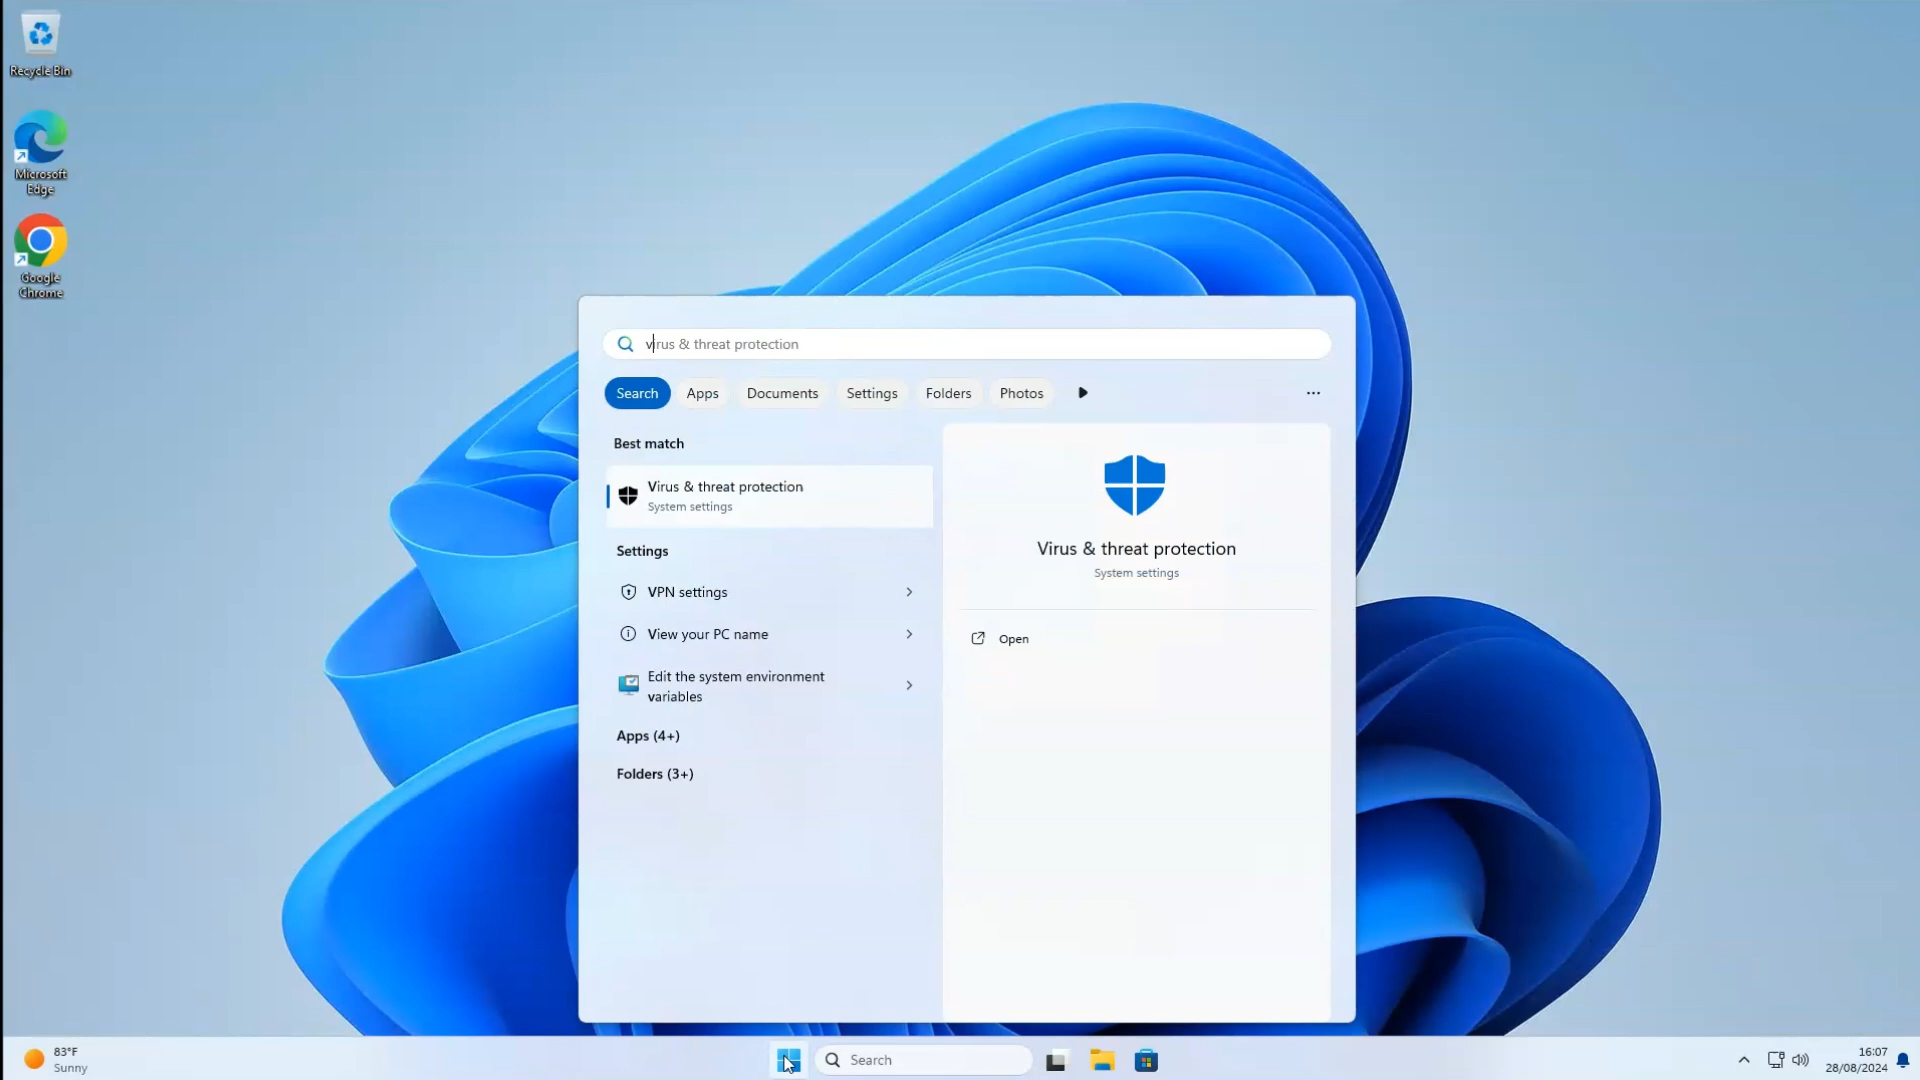 Recycle Bin
Microsoft
Edge
Google
Chrome
virus & threat protection
Search
Apps
Documents
Settings
Folders
Photos
Best match
Virus & threat protection
System settings
Settings
VPN settings
View your PC name
Edit the system environment
variables
Apps (4+)
Folders (3+)
Virus & threat protection
System settings
Open
83°F
Sunny
Search
16:07
28/08/2024